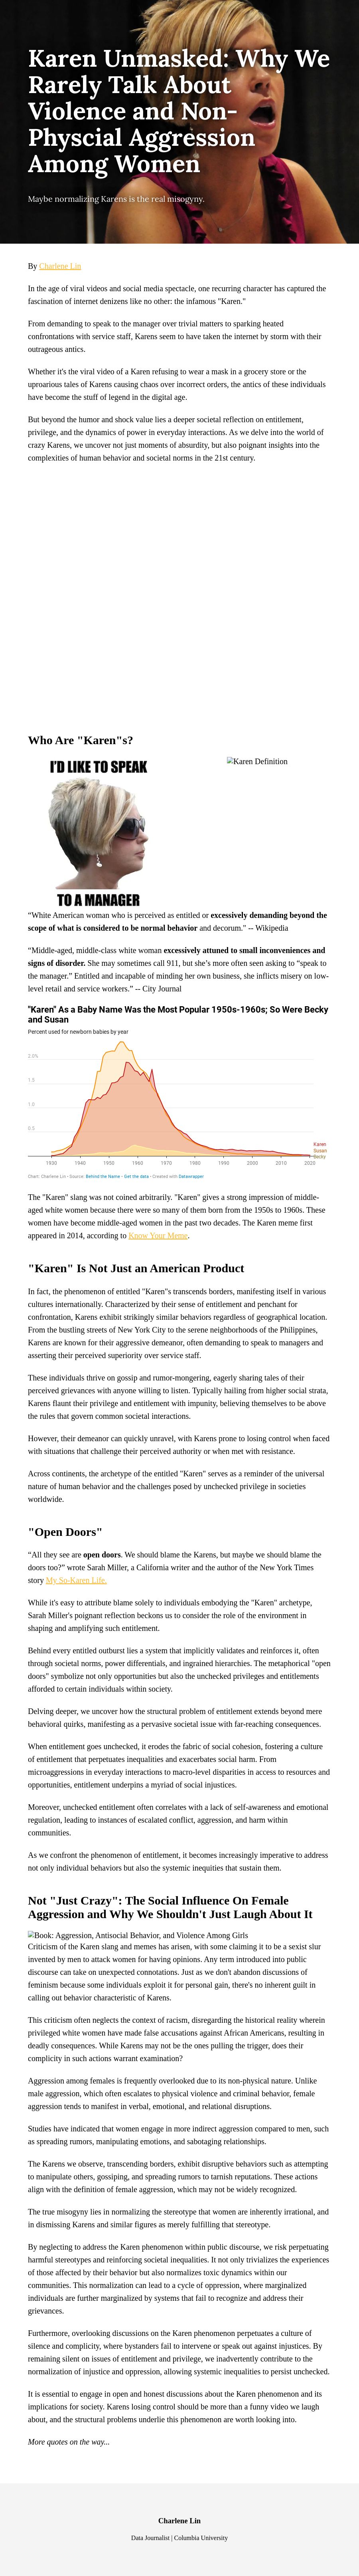 Karen Unmasked: Why We
Rarely Talk About
Violence and Non-
Physcial Aggression
Among Women
Maybe normalizing Karens is the real misogyny.
By Charlene Lin
In the age of viral videos and social media spectacle, one recurring character has captured the
fascination of internet denizens like no other: the infamous "Karen."
From demanding to speak to the manager over trivial matters to sparking heated
confrontations with service staff, Karens seem to have taken the internet by storm with their
outrageous antics.
Whether it's the viral video of a Karen refusing to wear a mask in a grocery store or the
uproarious tales of Karens causing chaos over incorrect orders, the antics of these individuals
have become the stuff of legend in the digital age.
But beyond the humor and shock value lies a deeper societal reflection on entitlement,
privilege, and the dynamics of power in everyday interactions. As we delve into the world of
crazy Karens, we uncover not just moments of absurdity, but also poignant insights into the
complexities of human behavior and societal norms in the 21st century.
Who Are "Karen"s?
I'D LIKE TO SPEAK
TO A MANAGER
Karen Definition
“White American woman who is perceived as entitled or excessively demanding beyond the
scope of what is considered to be normal behavior and decorum." -- Wikipedia
“Middle-aged, middle-class white woman excessively attuned to small inconveniences and
signs of disorder. She may sometimes call 911, but she’s more often seen asking to “speak to
the manager.” Entitled and incapable of minding her own business, she inflicts misery on low-
level retail and service workers.” -- City Journal
"Karen" As a Baby Name Was the Most Popular 1950s-1960s; So Were Becky
and Susan
Percent used for newborn babies by year
2.0%
1.5
1.0
0.5
Karen
Susan
Becky
1930 1940 1950 1960 1970 1980 1990 2000 2010 2020
Chart: Charlene Lin • Source: Behind the Name • Get the data • Created with Datawrapper
The "Karen" slang was not coined arbitrarily. "Karen" gives a strong impression of middle-
aged white women because there were so many of them born from the 1950s to 1960s. These
women have become middle-aged women in the past two decades. The Karen meme first
appeared in 2014, according to Know Your Meme.
"Karen" Is Not Just an American Product
In fact, the phenomenon of entitled "Karen"s transcends borders, manifesting itself in various
cultures internationally. Characterized by their sense of entitlement and penchant for
confrontation, Karens exhibit strikingly similar behaviors regardless of geographical location.
From the bustling streets of New York City to the serene neighborhoods of the Philippines,
Karens are known for their aggressive demeanor, often demanding to speak to managers and
asserting their perceived superiority over service staff.
These individuals thrive on gossip and rumor-mongering, eagerly sharing tales of their
perceived grievances with anyone willing to listen. Typically hailing from higher social strata,
Karens flaunt their privilege and entitlement with impunity, believing themselves to be above
the rules that govern common societal interactions.
However, their demeanor can quickly unravel, with Karens prone to losing control when faced
with situations that challenge their perceived authority or when met with resistance.
Across continents, the archetype of the entitled "Karen" serves as a reminder of the universal
nature of human behavior and the challenges posed by unchecked privilege in societies
worldwide.
"Open Doors"
“All they see are open doors. We should blame the Karens, but maybe we should blame the
doors too?” wrote Sarah Miller, a California writer and the author of the New York Times
story My So-Karen Life.
While it's easy to attribute blame solely to individuals embodying the "Karen" archetype,
Sarah Miller's poignant reflection beckons us to consider the role of the environment in
shaping and amplifying such entitlement.
Behind every entitled outburst lies a system that implicitly validates and reinforces it, often
through societal norms, power differentials, and ingrained hierarchies. The metaphorical "open
doors" symbolize not only opportunities but also the unchecked privileges and entitlements
afforded to certain individuals within society.
Delving deeper, we uncover how the structural problem of entitlement extends beyond mere
behavioral quirks, manifesting as a pervasive societal issue with far-reaching consequences.
When entitlement goes unchecked, it erodes the fabric of social cohesion, fostering a culture
of entitlement that perpetuates inequalities and exacerbates social harm. From
microaggressions in everyday interactions to macro-level disparities in access to resources and
opportunities, entitlement underpins a myriad of social injustices.
Moreover, unchecked entitlement often correlates with a lack of self-awareness and emotional
regulation, leading to instances of escalated conflict, aggression, and harm within
communities.
As we confront the phenomenon of entitlement, it becomes increasingly imperative to address
not only individual behaviors but also the systemic inequities that sustain them.
Not "Just Crazy": The Social Influence On Female
Aggression and Why We Shouldn't Just Laugh About It
Book: Aggression, Antisocial Behavior, and Violence Among Girls
Criticism of the Karen slang and memes has arisen, with some claiming it to be a sexist slur
invented by men to attack women for having opinions. Any term introduced into public
discourse can take on unexpected connotations. Just as we don't abandon discussions of
feminism because some individuals exploit it for personal gain, there's no inherent guilt in
calling out behavior characteristic of Karens.
This criticism often neglects the context of racism, disregarding the historical reality wherein
privileged white women have made false accusations against African Americans, resulting in
deadly consequences. While Karens may not be the ones pulling the trigger, does their
complicity in such actions warrant examination?
Aggression among females is frequently overlooked due to its non-physical nature. Unlike
male aggression, which often escalates to physical violence and criminal behavior, female
aggression tends to manifest in verbal, emotional, and relational disruptions.
Studies have indicated that women engage in more indirect aggression compared to men, such
as spreading rumors, manipulating emotions, and sabotaging relationships.
The Karens we observe, transcending borders, exhibit disruptive behaviors such as attempting
to manipulate others, gossiping, and spreading rumors to tarnish reputations. These actions
align with the definition of female aggression, which may not be widely recognized.
The true misogyny lies in normalizing the stereotype that women are inherently irrational, and
in dismissing Karens and similar figures as merely fulfilling that stereotype.
By neglecting to address the Karen phenomenon within public discourse, we risk perpetuating
harmful stereotypes and reinforcing societal inequalities. It not only trivializes the experiences
of those affected by their behavior but also normalizes toxic dynamics within our
communities. This normalization can lead to a cycle of oppression, where marginalized
individuals are further marginalized by systems that fail to recognize and address their
grievances.
Furthermore, overlooking discussions on the Karen phenomenon perpetuates a culture of
silence and complicity, where bystanders fail to intervene or speak out against injustices. By
remaining silent on issues of entitlement and privilege, we inadvertently contribute to the
normalization of injustice and oppression, allowing systemic inequalities to persist unchecked.
It is essential to engage in open and honest discussions about the Karen phenomenon and its
implications for society. Karens losing control should be more than a funny video we laugh
about, and the structural problems underlie this phenomenon are worth looking into.
More quotes on the way...
Charlene Lin
Data Journalist | Columbia University